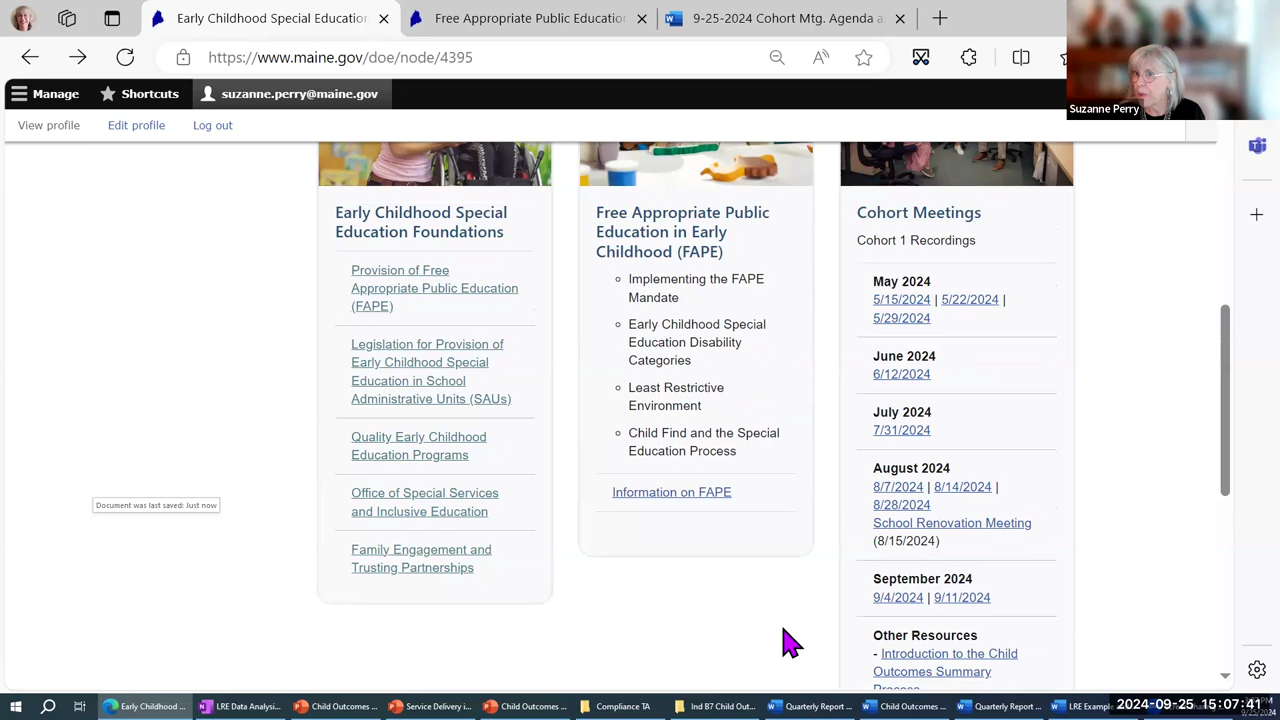 Early Childhood Special Education
Free Appropriate Public Education
9-25-2024 Cohort Mtg. Agenda a
https://www.maine.gov/doe/node/4395
Suzanne Perry
Manage
Shortcuts
suzanne.perry@maine.gov
View profile
Edit profile
Log out
Early Childhood Special
Education Foundations
Provision of Free
Appropriate Public Education
(FAPE)
Legislation for Provision of
Early Childhood Special
Education in School
Administrative Units (SAUs)
Quality Early Childhood
Education Programs
Office of Special Services
and Inclusive Education
Family Engagement and
Trusting Partnerships
Document was last saved: Just now
Free Appropriate Public
Education in Early
Childhood (FAPE)
Implementing the FAPE
Mandate
Early Childhood Special
Education Disability
Categories
Least Restrictive
Environment
Child Find and the Special
Education Process
Information on FAPE
Cohort Meetings
Cohort 1 Recordings
May 2024
5/15/2024 | 5/22/2024 |
5/29/2024
June 2024
6/12/2024
July 2024
7/31/2024
August 2024
8/7/2024 | 8/14/2024 |
8/28/2024
School Renovation Meeting
(8/15/2024)
September 2024
9/4/2024 | 9/11/2024
Other Resources
- Introduction to the Child
Outcomes Summary
Process
Early Childhood ...
LRE Data Analysi...
Child Outcomes ...
Service Delivery i...
Child Outcomes ...
Compliance TA
Ind B7 Child Out...
Quarterly Report ...
Child Outcomes ...
Quarterly Report ...
LRE Example
2024-09-25 15:07:41